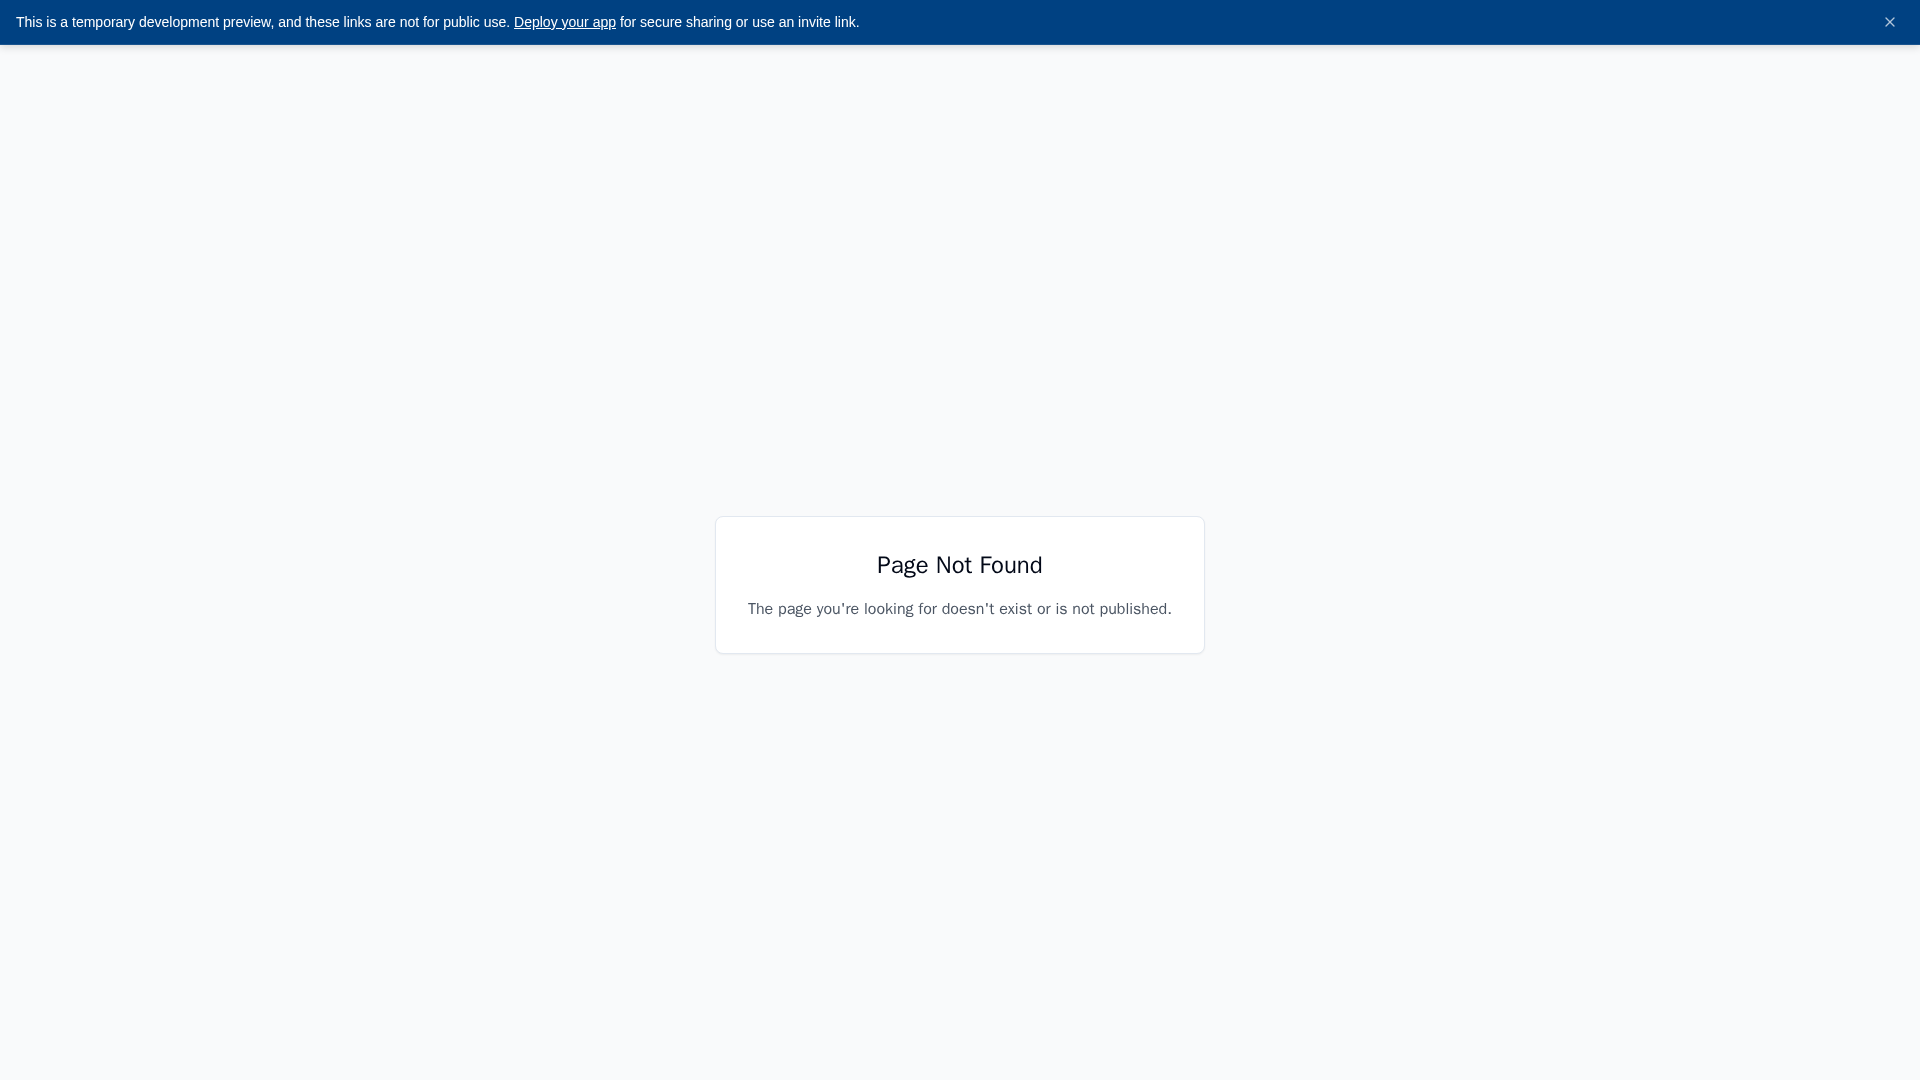 This is a temporary development preview, and these links are not for public use. Deploy your app for secure sharing or use an invite link.
Page Not Found
The page you're looking for doesn't exist or is not published.